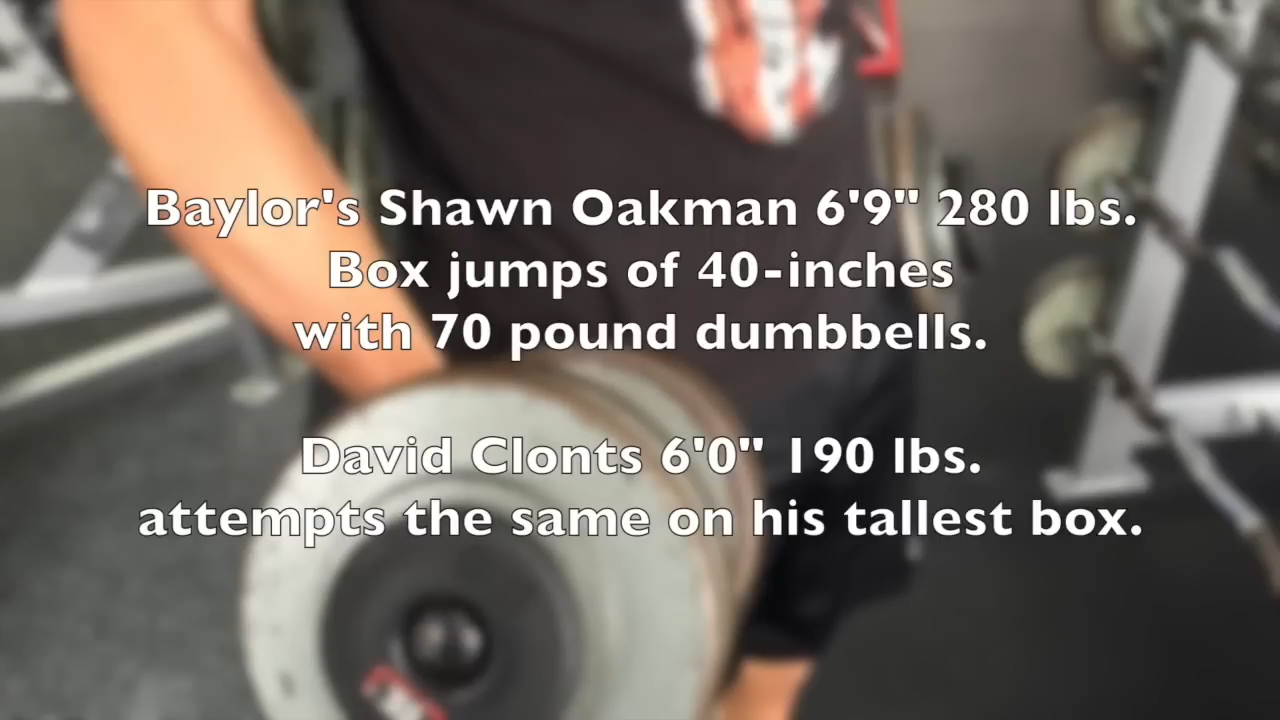 Baylor's Shawn Oakman 6'9" 280 lbs.
Box jumps of 40-inches
with 70 pound dumbbells.
David Clonts 6'0" 190 lbs.
attempts the same on his tallest box.